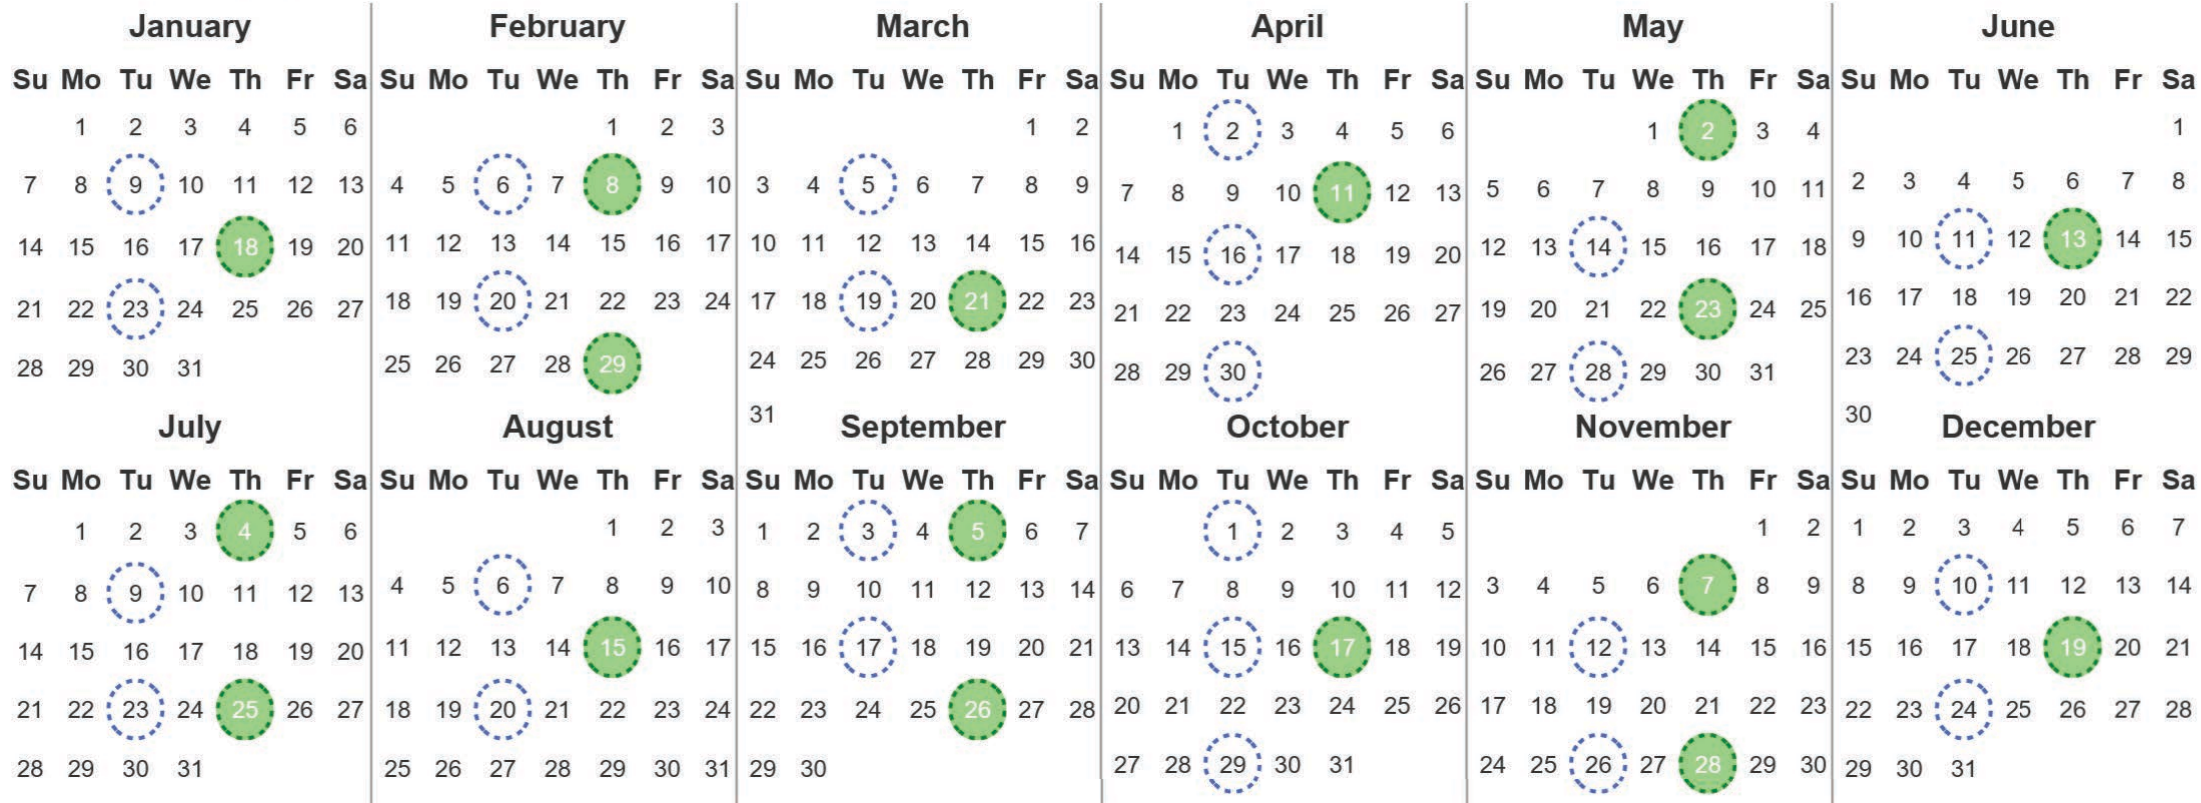 January February March April May June
Su Mo Tu We Th Fr Sa Su Mo Tu We Th Fr Sa Su Mo Tu We Th Fr Sa Su Mo Tu We Th Fr Sa Su Mo Tu We Th Fr Sa Su Mo Tu We Th Fr Sa
1 2 3 4 5 6 1 2 3 1 2 1 2 3 4 5 6 1 2 3 4 1
7 8 9 10 11 12 13 4 5 6 7 8 9 10 3 4 5 6 7 8 9 7 8 9 10 11 12 13 5 6 7 8 9 10 11 2 3 4 5 6 7 8
14 15 16 17 18 19 20 11 12 13 14 15 16 17 10 11 12 13 14 15 16 14 15 16 17 18 19 20 12 13 14 15 16 17 18 9 10 11 12 13 14 15
21 22 23 24 25 26 27 18 19 20 21 22 23 24 17 18 19 20 21 22 23 21 22 23 24 25 26 27 19 20 21 22 23 24 25 16 17 18 19 20 21 22
28 29 30 31 25 26 27 28 29 24 25 26 27 28 29 30 28 29 30 26 27 28 29 30 31 23 24 25 26 27 28 29
31 30
July August September October November December
Su Mo Tu We Th Fr Sa Su Mo Tu We Th Fr Sa Su Mo Tu We Th Fr Sa Su Mo Tu We Th Fr Sa Su Mo Tu We Th Fr Sa Su Mo Tu We Th Fr Sa
1 2 3 4 5 6 1 2 3 1 2 3 4 5 6 7 1 2 3 4 5 1 2 1 2 3 4 5 6 7
7 8 9 10 11 12 13 4 5 6 7 8 9 10 8 9 10 11 12 13 14 6 7 8 9 10 11 12 3 4 5 6 7 8 9 8 9 10 11 12 13 14
14 15 16 17 18 19 20 11 12 13 14 15 16 17 15 16 17 18 19 20 21 13 14 15 16 17 18 19 10 11 12 13 14 15 16 15 16 17 18 19 20 21
21 22 23 24 25 26 27 18 19 20 21 22 23 24 22 23 24 25 26 27 28 20 21 22 23 24 25 26 17 18 19 20 21 22 23 22 23 24 25 26 27 28
28 29 30 31 25 26 27 28 29 30 31 29 30 27 28 29 30 31 24 25 26 27 28 29 30 29 30 31